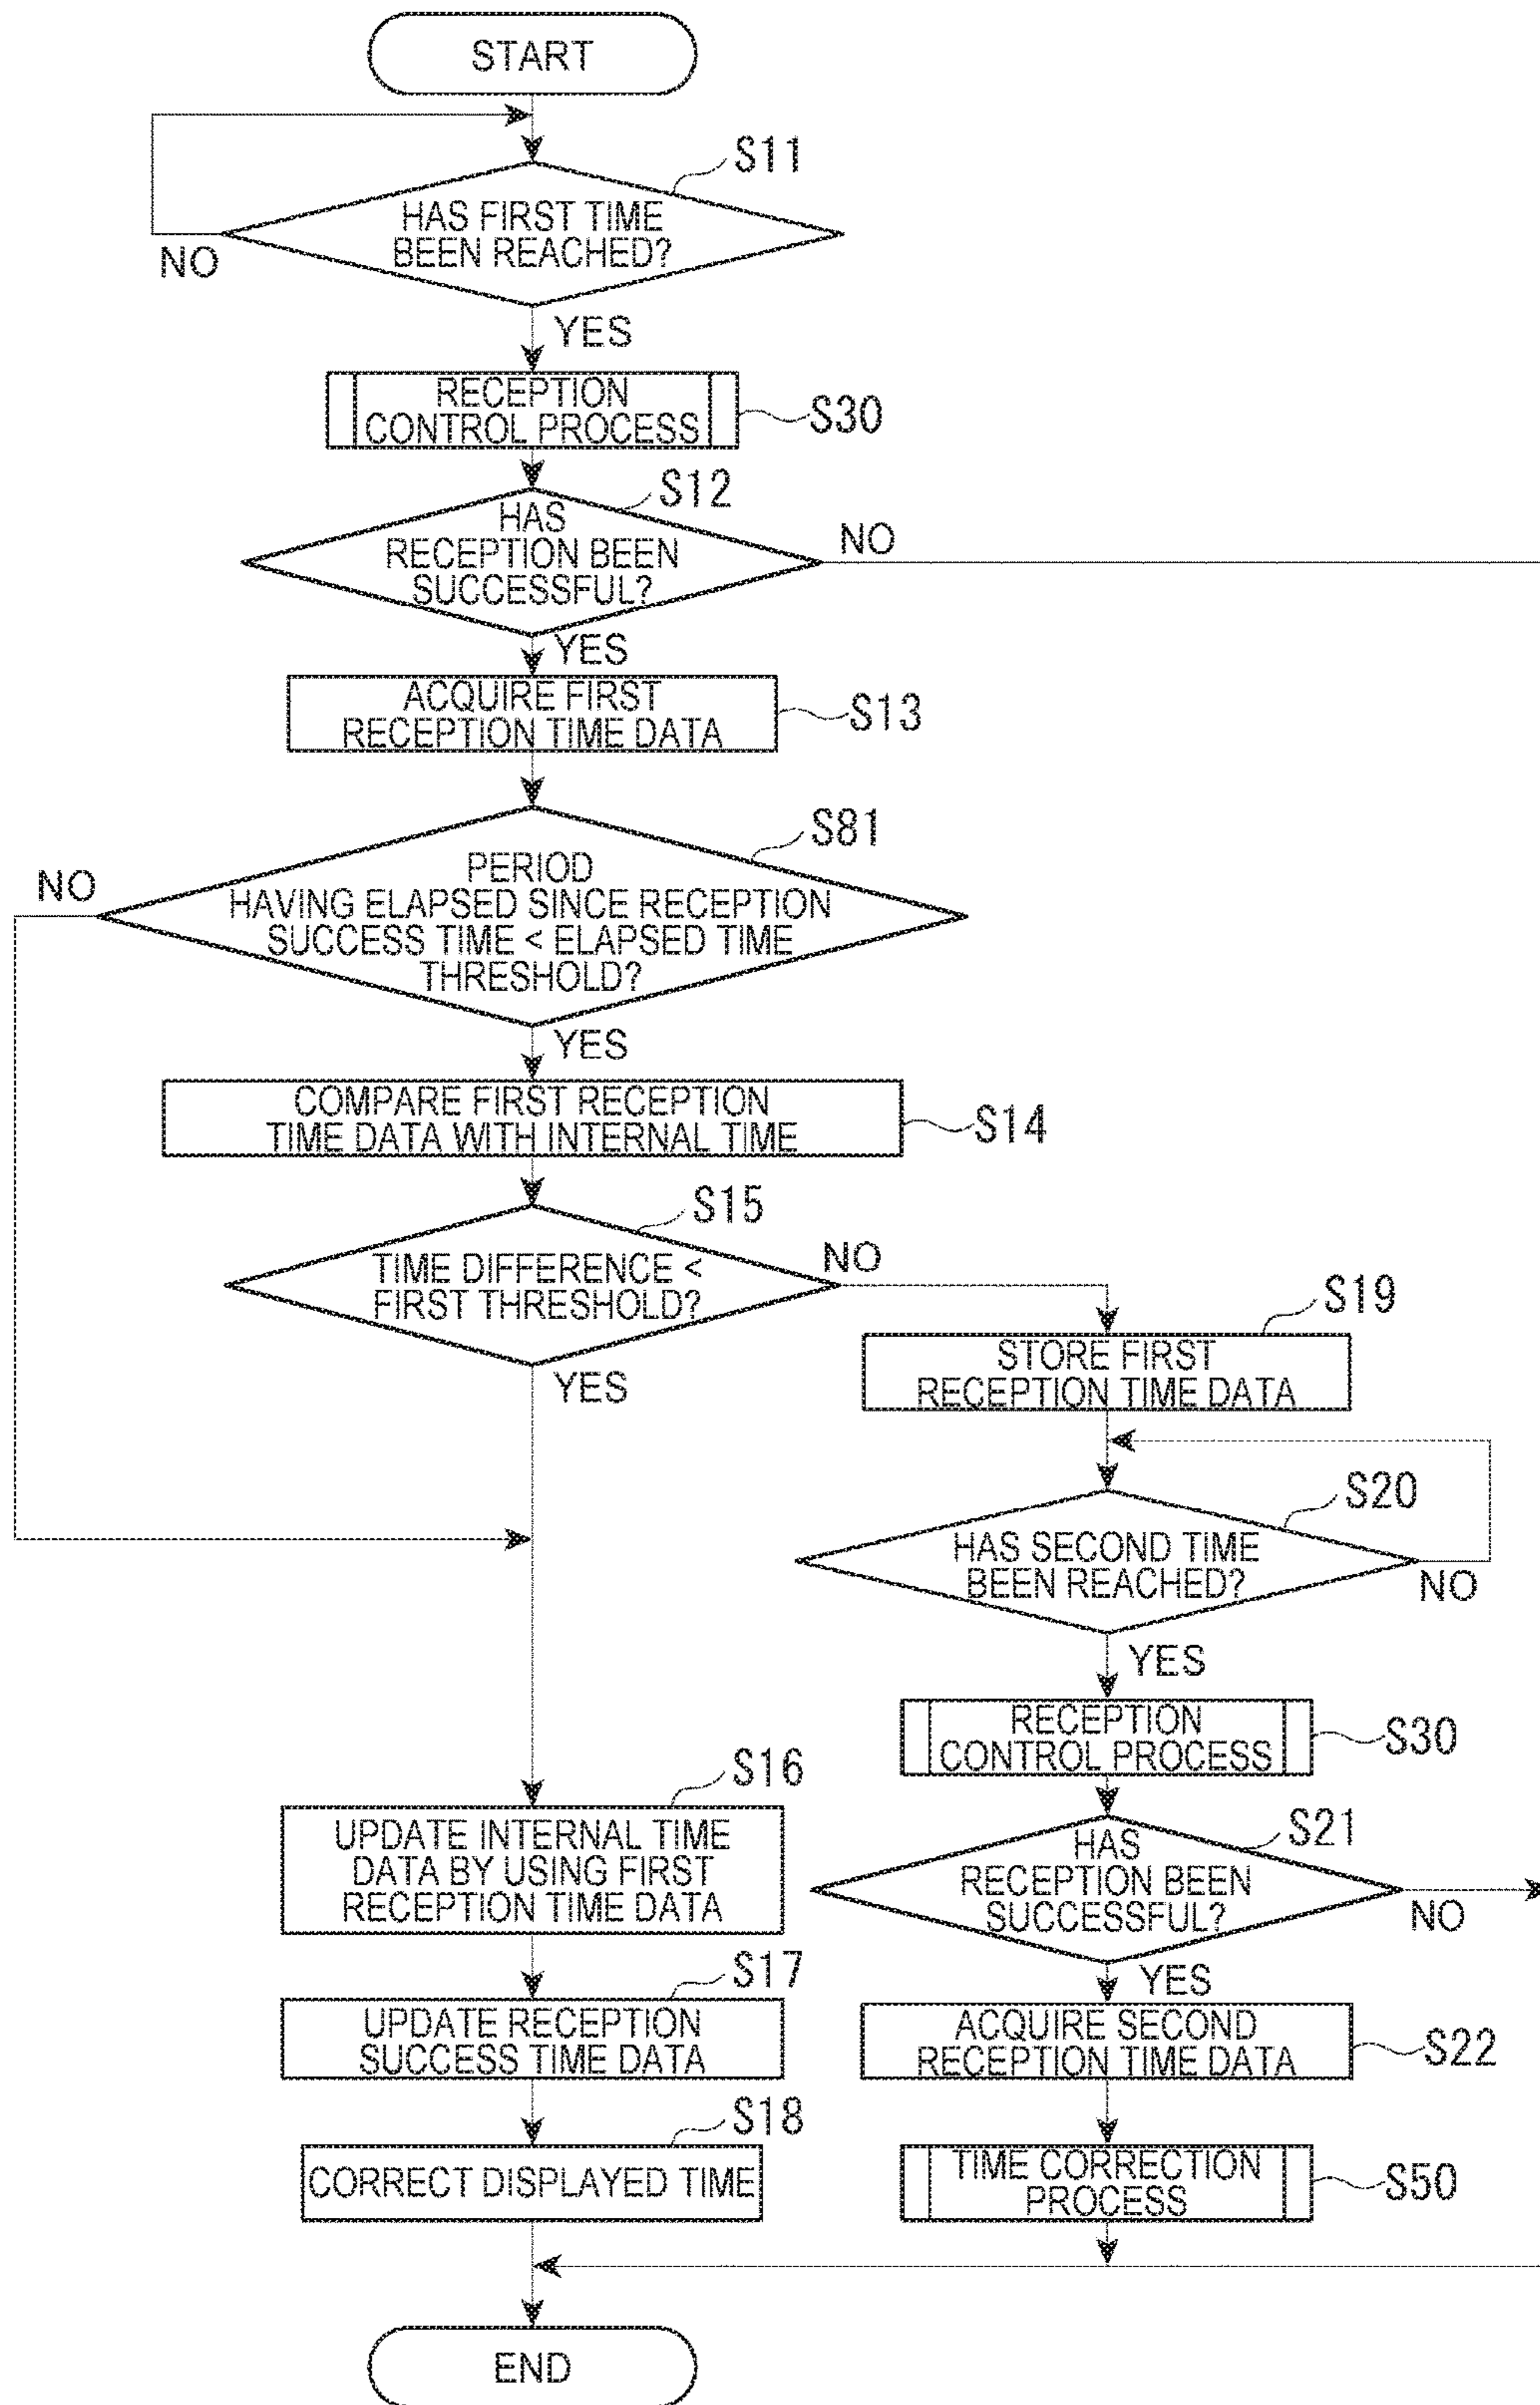 START
S11
HAS FIRST TIME
BEEN REACHED?
NO
YES
RECEPTION
CONTROL PROCESS
S30
S12
HAS
RECEPTION BEEN
SUCCESSFUL?
NO
YES
ACQUIRE FIRST
RECEPTION TIME DATA
S13
S81
PERIOD
HAVING ELAPSED SINCE RECEPTION
SUCCESS TIME < ELAPSED TIME
THRESHOLD?
NO
YES
COMPARE FIRST RECEPTION
TIME DATA WITH INTERNAL TIME
S14
S15
TIME DIFFERENCE <
FIRST THRESHOLD?
NO
YES
S19
STORE FIRST
RECEPTION TIME DATA
S20
HAS SECOND TIME
BEEN REACHED?
NO
YES
RECEPTION
CONTROL PROCESS
S30
S16
UPDATE INTERNAL TIME
DATA BY USING FIRST
RECEPTION TIME DATA
S21
HAS
RECEPTION BEEN
SUCCESSFUL?
NO
YES
S17
UPDATE RECEPTION
SUCCESS TIME DATA
ACQUIRE SECOND
RECEPTION TIME DATA
S22
S18
CORRECT DISPLAYED TIME
TIME CORRECTION
PROCESS
S50
END